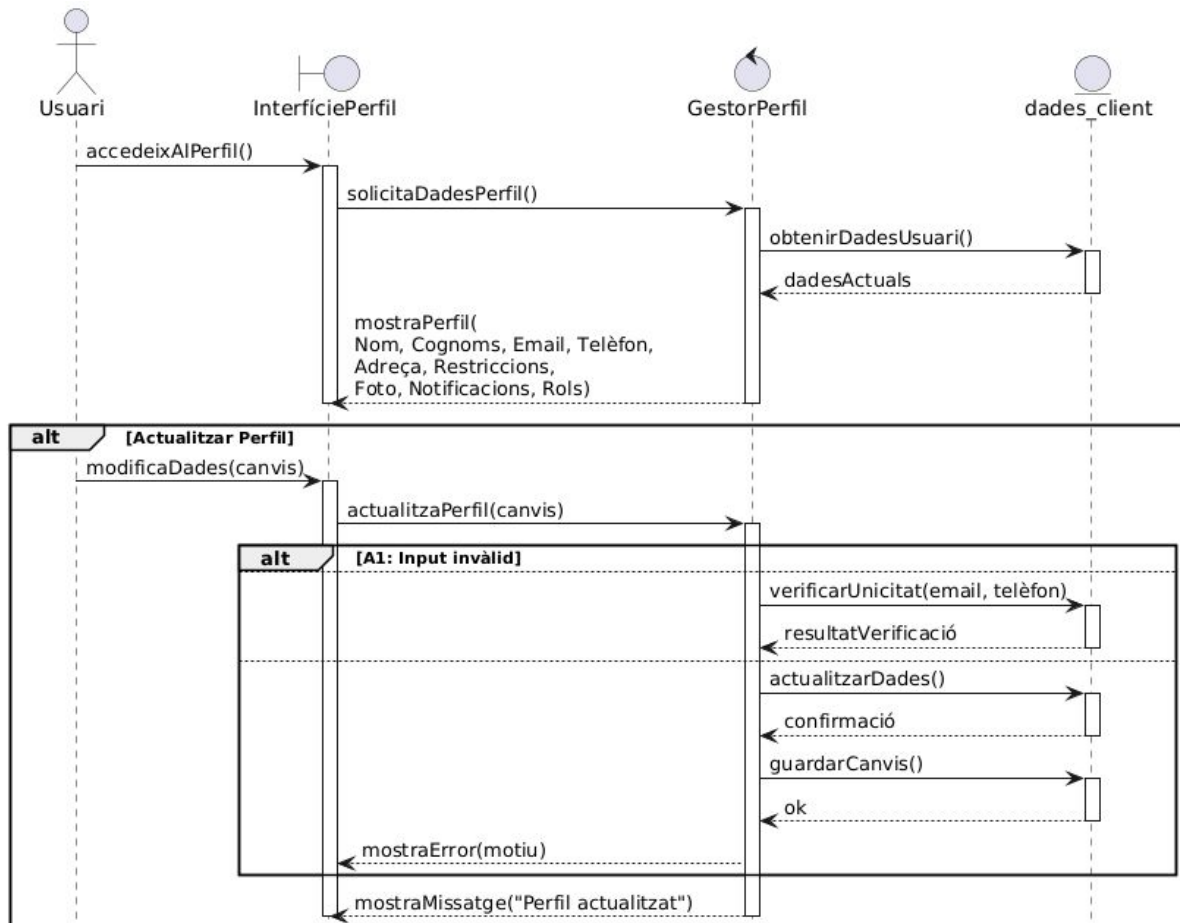 Usuari
InterfíciePerfil
GestorPerfil
dades_client
accedeixAlPerfil()
solicitaDadesPerfil()
obtenirDadesUsuari()
dadesActuals
mostraPerfil(
Nom, Cognoms, Email, Telèfon,
Adreça, Restriccions,
Foto, Notificacions, Rols)
alt [Actualitzar Perfil]
modificaDades(canvis)
actualitzaPerfil(canvis)
alt [A1: Input invàlid]
verificarUnicitat(email, telèfon)
resultatVerificació
actualitzarDades()
confirmació
guardarCanvis()
ok
mostraError(motiu)
mostraMissatge("Perfil actualitzat")